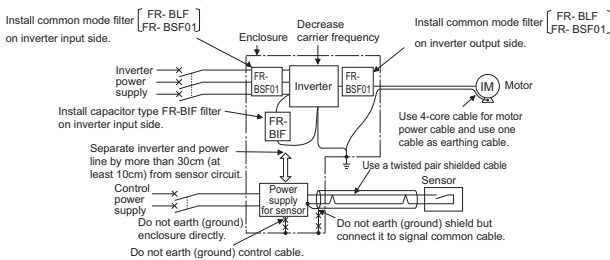 Install common mode filter
on inverter input side.
FR- BLF
FR- BSF01
Enclosure
Decrease
carrier frequency
Install common mode filter
on inverter output side.
FR- BLF
FR- BSF01
Inverter
power
supply
FR-
BSF01
Inverter
FR-
BSF01
IM
Motor
Install capacitor type FR-BIF filter
on inverter input side.
FR-
BIF
Use 4-core cable for motor
power cable and use one
cable as earthing cable.
Separate inverter and power
line by more than 30cm (at
least 10cm) from sensor circuit.
Use a twisted pair shielded cable
Sensor
Control
power
supply
Power
supply
for sensor
Do not earth (ground)
enclosure directly.
Do not earth (ground) shield but
connect it to signal common cable.
Do not earth (ground) control cable.